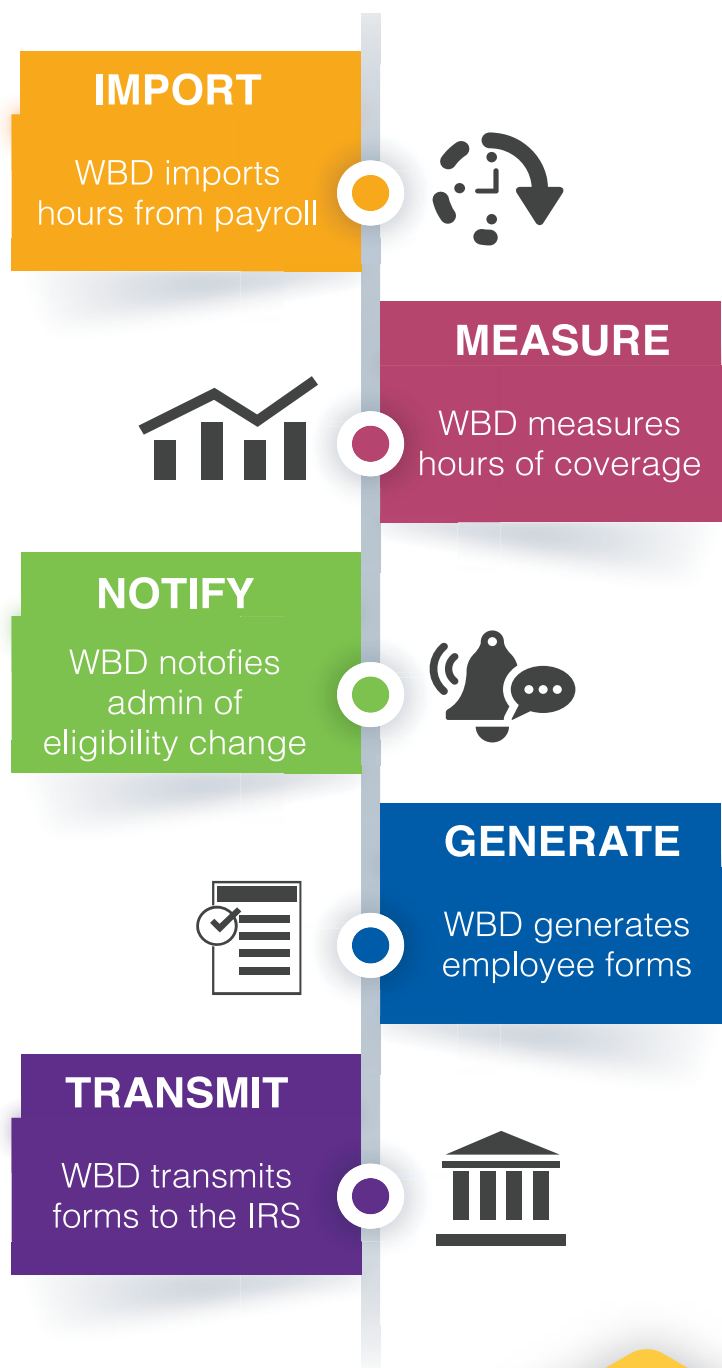 IMPORT
WBD imports
hours from payroll
MEASURE
WBD measures
hours of coverage
NOTIFY
WBD notofies
admin of
eligibility change
GENERATE
WBD generates
employee forms
TRANSMIT
WBD transmits
forms to the IRS